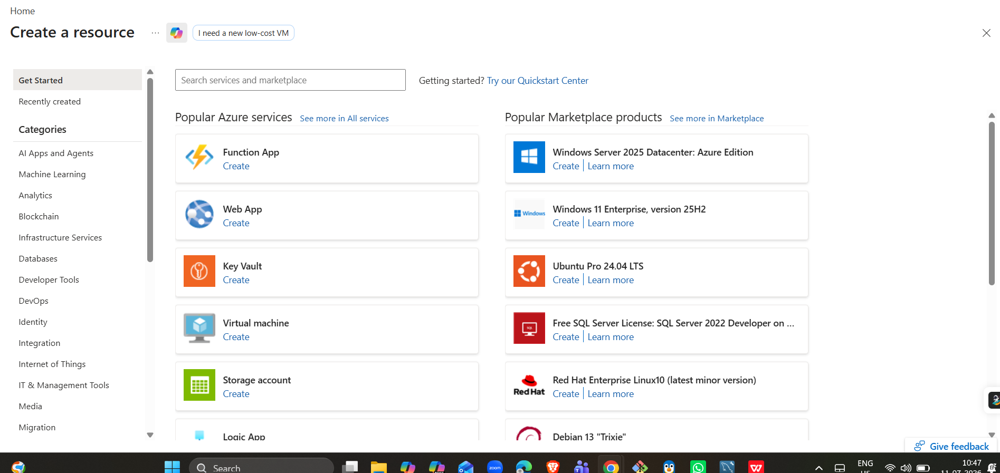 Home
Create a resource
...
I need a new low-cost VM
Get Started
Recently created
Categories
AI Apps and Agents
Machine Learning
Analytics
Blockchain
Infrastructure Services
Databases
Developer Tools
DevOps
Identity
Integration
Internet of Things
IT & Management Tools
Media
Migration
Search services and marketplace
Getting started? Try our Quickstart Center
Popular Azure services See more in All services
Function App
Create
Web App
Create
Key Vault
Create
Virtual machine
Create
Storage account
Create
Logic App
Popular Marketplace products See more in Marketplace
Windows Server 2025 Datacenter: Azure Edition
Create | Learn more
Windows
Windows 11 Enterprise, version 25H2
Create | Learn more
Ubuntu Pro 24.04 LTS
Create | Learn more
SQL
Free SQL Server License: SQL Server 2022 Developer on ...
Create | Learn more
Red Hat
Red Hat Enterprise Linux10 (latest minor version)
Create | Learn more
Debian 13 "Trixie"
Give feedback
Search
zoom
ENG
10:47